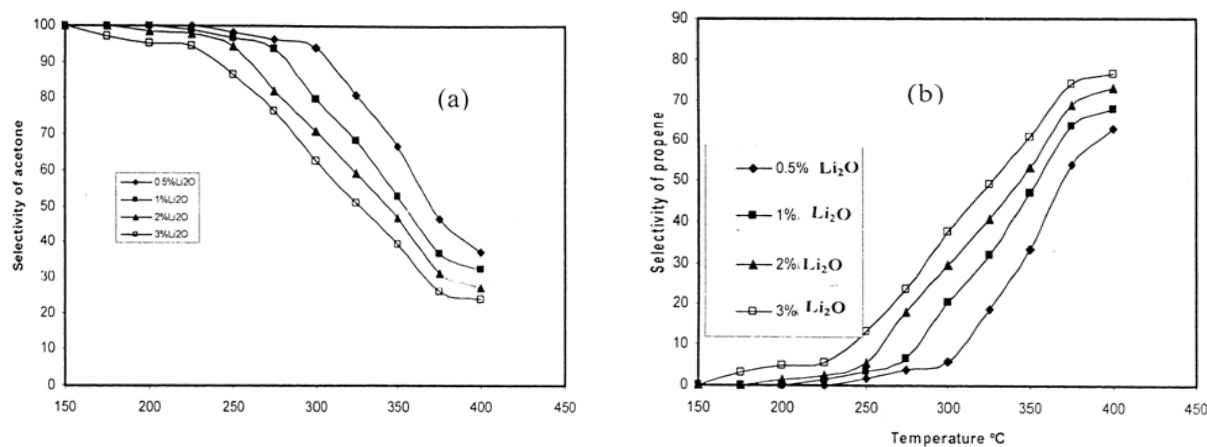 Selectivity of acetone
100
90
80
70
60
50
40
30
20
10
0
(a)
0.5%Li2O
1%Li2O
2%Li2O
3%Li2O
150 200 250 300 350 400 450
Selectivity of propene
90
80
70
60
50
40
30
20
10
0
(b)
0.5% Li₂O
1%. Li₂O
2%. Li₂O
3%. Li₂O
150 200 250 300 350 400 450
Temperature °C